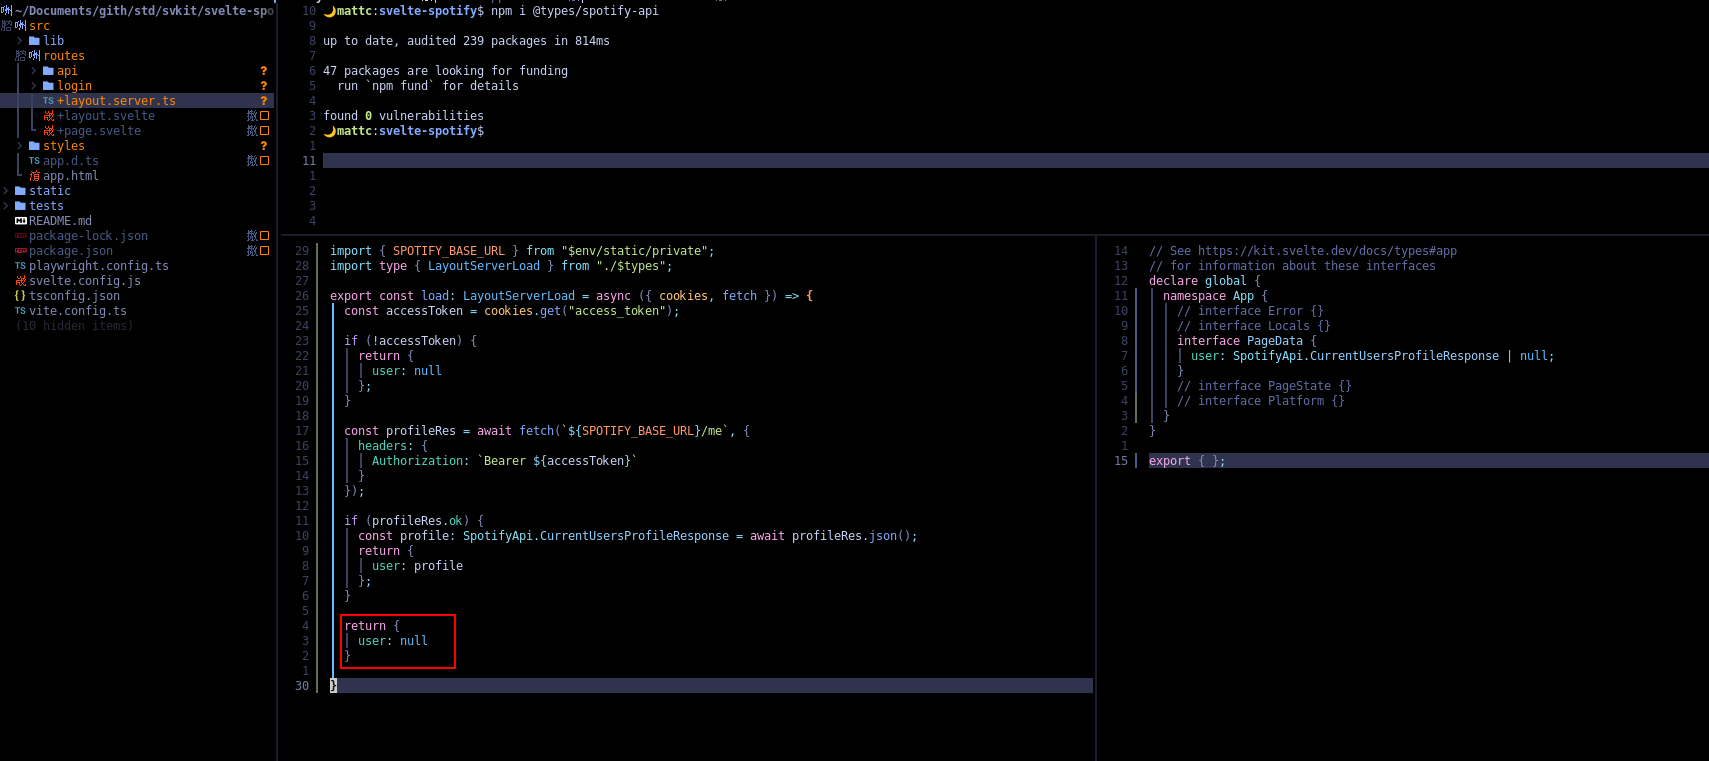 ~/Documents/gith/std/svkit/svelte-spo
src
lib
routes
api ?
login ?
TS +layout.server.ts ?
+layout.svelte
+page.svelte
styles ?
TS app.d.ts
app.html
static
tests
README.md
package-lock.json
package.json
TS playwright.config.ts
JS svelte.config.js
{} tsconfig.json
TS vite.config.ts
(10 hidden items)
10 mattc:svelte-spotify$ npm i @types/spotify-api
9
8 up to date, audited 239 packages in 814ms
7
6 47 packages are looking for funding
5   run `npm fund` for details
4
3 found 0 vulnerabilities
2 mattc:svelte-spotify$
1
11
1
2
3
4
29 import { SPOTIFY_BASE_URL } from "$env/static/private";
28 import type { LayoutServerLoad } from "./$types";
27
26 export const load: LayoutServerLoad = async ({ cookies, fetch }) => {
25   const accessToken = cookies.get("access_token");
24
23   if (!accessToken) {
22     return {
21       user: null
20     };
19   }
18
17   const profileRes = await fetch(`${SPOTIFY_BASE_URL}/me`, {
16     headers: {
15       Authorization: `Bearer ${accessToken}`
14     }
13   });
12
11   if (profileRes.ok) {
10     const profile: SpotifyApi.CurrentUsersProfileResponse = await profileRes.json();
9     return {
8       user: profile
7     };
6   }
5
4   return {
3     user: null
2   }
1
30 }
14 // See https://kit.svelte.dev/docs/types#app
13 // for information about these interfaces
12 declare global {
11   namespace App {
10     // interface Error {}
9     // interface Locals {}
8     interface PageData {
7       user: SpotifyApi.CurrentUsersProfileResponse | null;
6     }
5     // interface PageState {}
4     // interface Platform {}
3   }
2 }
1
15 export { };